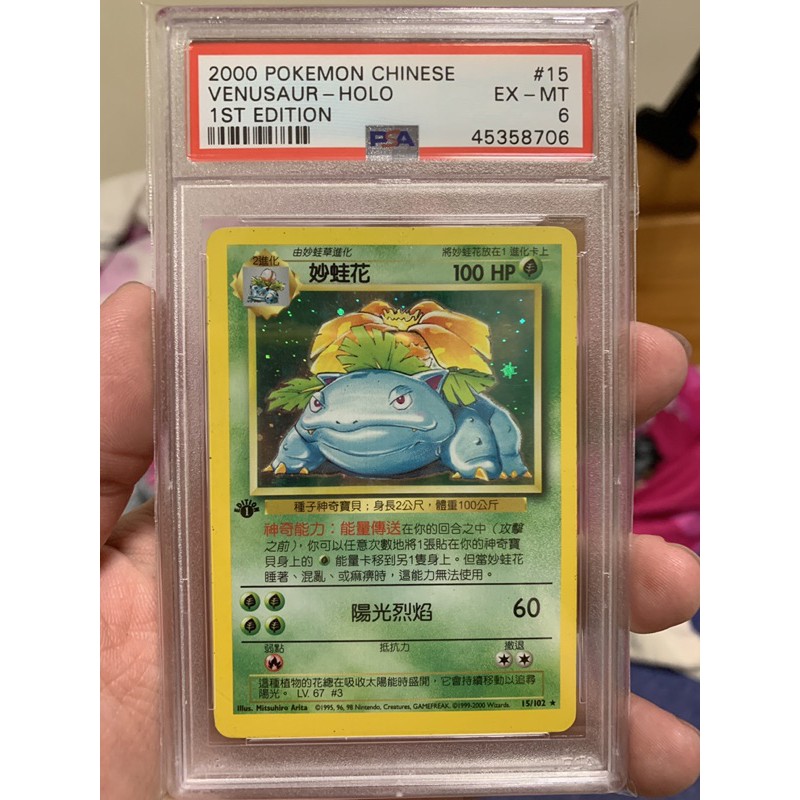 2000 POKEMON CHINESE #15
VENUSAUR - HOLO EX - MT
1ST EDITION 6
PSA 45358706
由妙蛙草進化 將妙蛙花放在1進化卡上
2進化 妙蛙花 100 HP
EDITION 1
種子神奇寶貝；身長2公尺，體重100公斤
神奇能力：能量傳送在你的回合之中（攻擊
之前），你可以任意次數地將1張貼在你的神奇寶
貝身上的 能量卡移到另1隻身上。但當妙蛙花
睡著、混亂、或麻痹時，這能力無法使用。
陽光烈焰 60
弱點 抵抗力 撤退
這種植物的花總在吸收太陽能時盛開，它會持續移動以追尋
陽光。 LV. 67 #3
Illus. Mitsuhiro Arita ©1995, 96, 98 Nintendo, Creatures, GAMEFREAK. ©1999-2000 Wizards. 15/102 ★